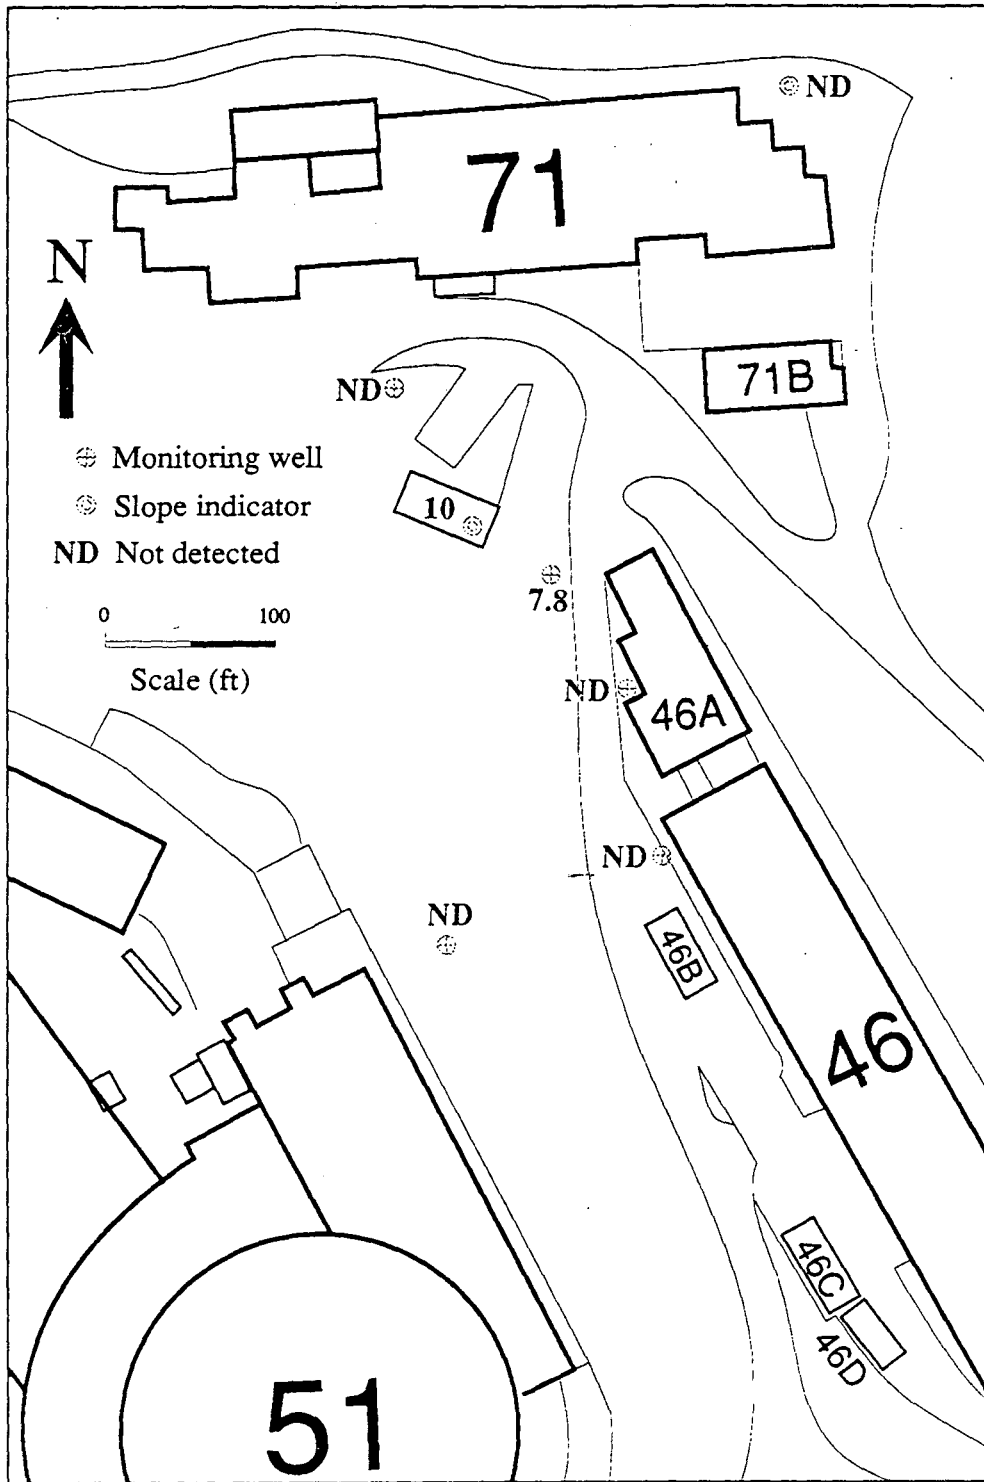 ND
71
N
71B
ND
Monitoring well
10
Slope indicator
ND Not detected
7.8
0 100
Scale (ft)
ND
46A
ND
ND
46B
46
46C
46D
51